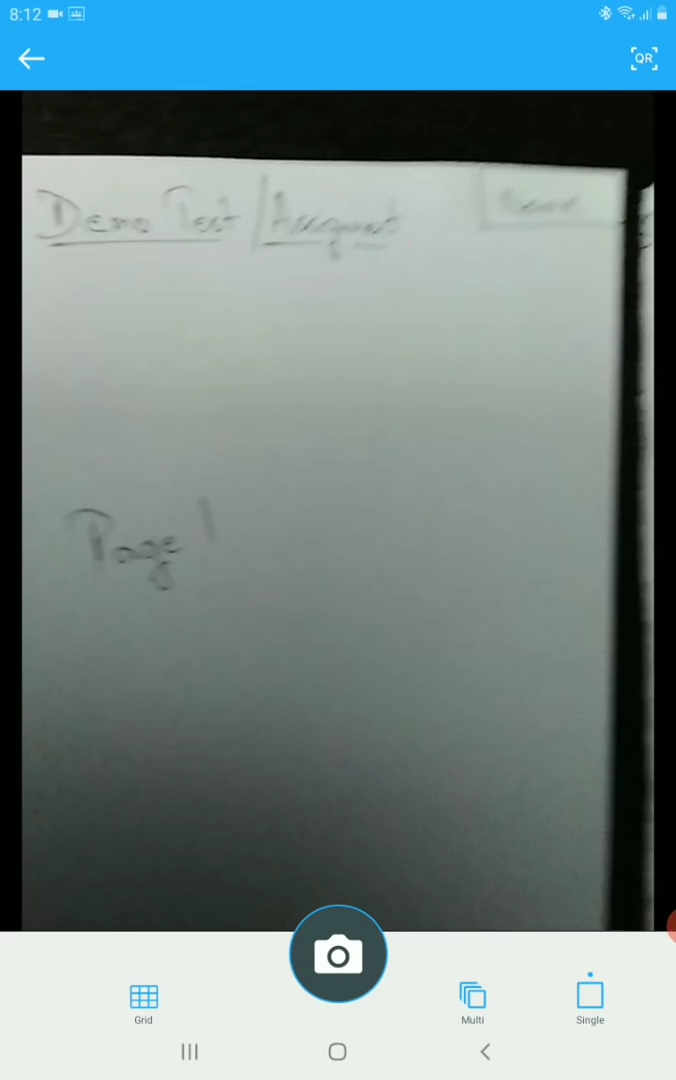 8:12
QR
Demo Test | Assignment
Page 1
Grid
Multi
Single